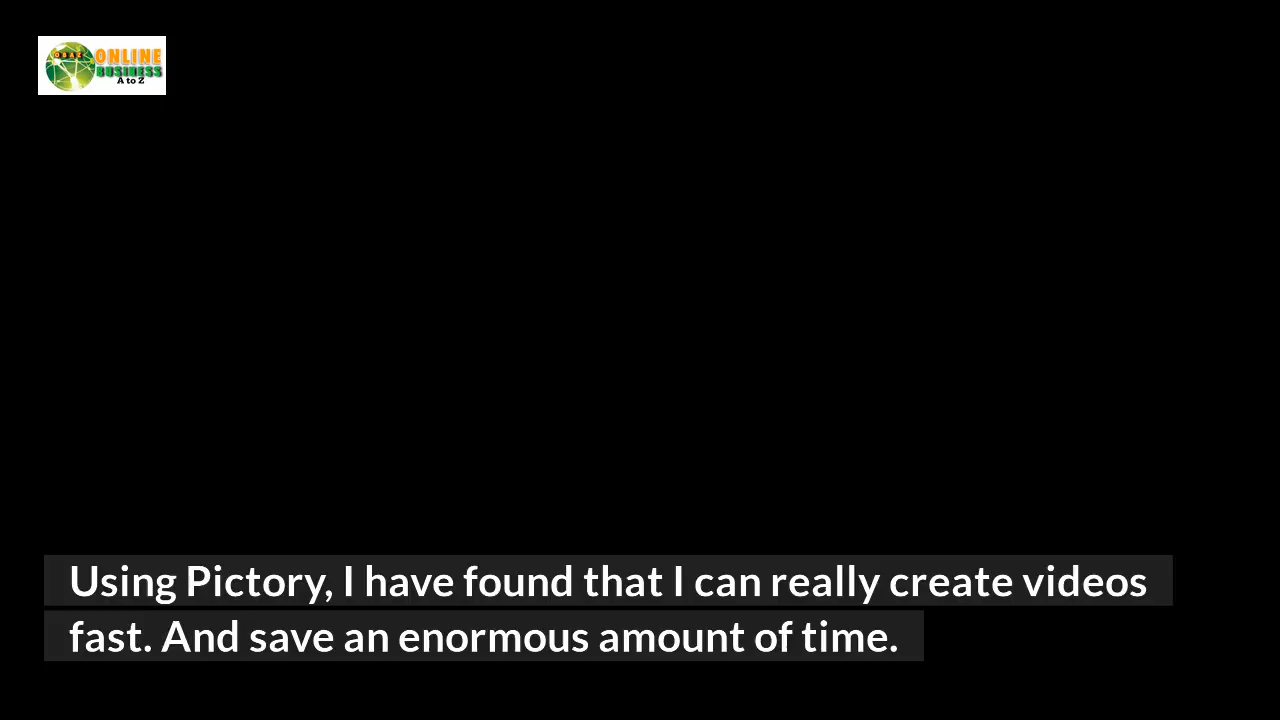 OBAZ
ONLINE
BUSINESS
A to Z
Using Pictory, I have found that I can really create videos
fast. And save an enormous amount of time.